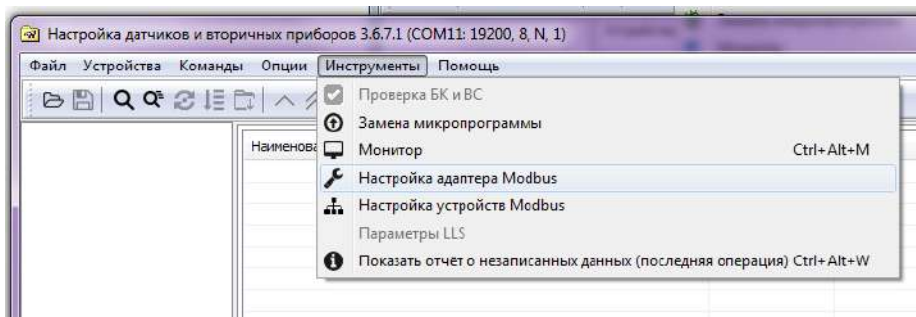 Настройка датчиков и вторичных приборов 3.6.7.1 (COM11: 19200, 8, N, 1)
Файл Устройства Команды Опции Инструменты Помощь
Проверка БК и ВС
Замена микропрограммы
Наименова
Монитор Ctrl+Alt+M
Настройка адаптера Modbus
Настройка устройств Modbus
Параметры LLS
Показать отчет о незаписанных данных (последняя операция) Ctrl+Alt+W